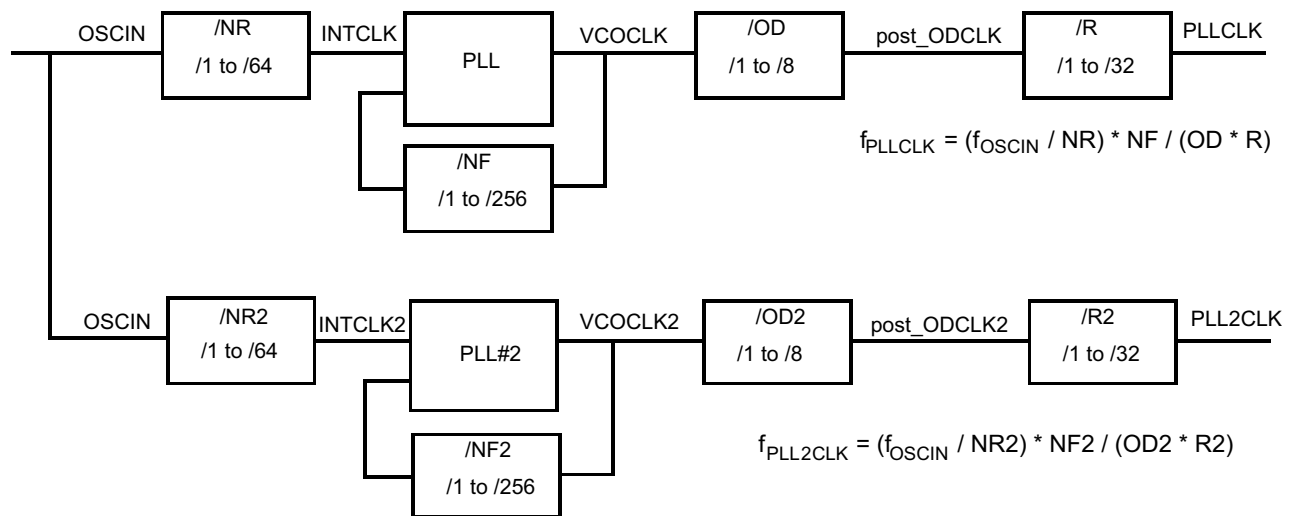 OSCIN
/NR
/1 to /64
INTCLK
PLL
VCOCLK
/OD
/1 to /8
post_ODCLK
/R
/1 to /32
PLLCLK
/NF
/1 to /256
fPLLCLK = (fOSCIN / NR) * NF / (OD * R)
OSCIN
/NR2
/1 to /64
INTCLK2
PLL#2
VCOCLK2
/OD2
/1 to /8
post_ODCLK2
/R2
/1 to /32
PLL2CLK
/NF2
/1 to /256
fPLL2CLK = (fOSCIN / NR2) * NF2 / (OD2 * R2)